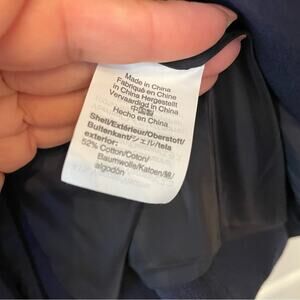 Made in China
Fabriqué en Chine
in China Hergestellt
Vervaardigd in China
中国製
Hecho en China
Shell/Extérieur/Oberstoff/
Buitenkant/シェル/tela
exterior:
52% Cotton/Coton/
Baumwolle/Katoen/綿/
algodón